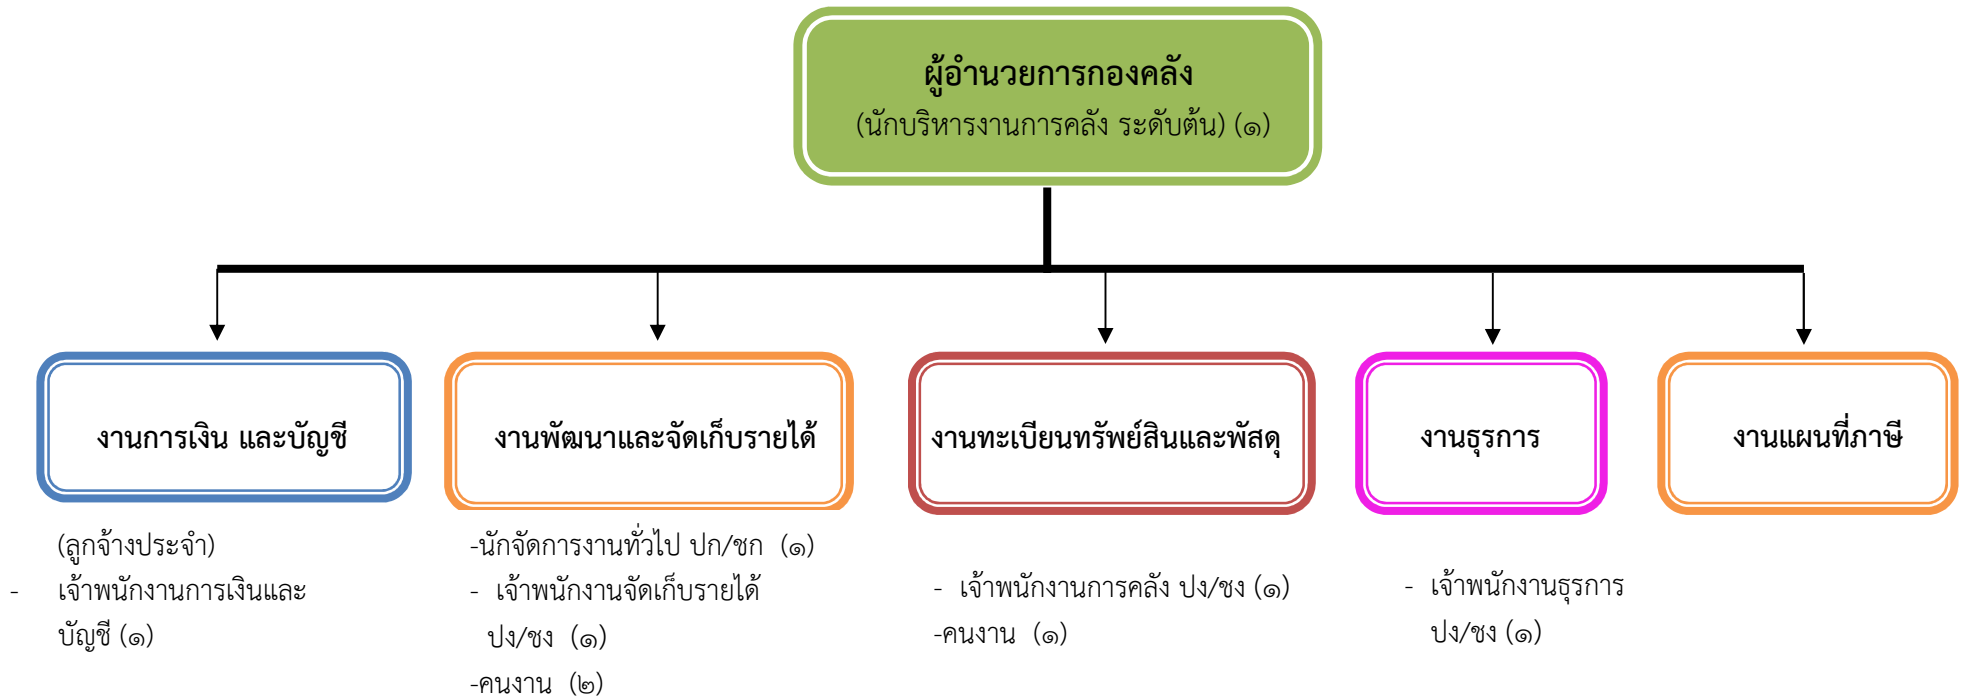 ผู้อำนวยการกองคลัง
(นักบริหารงานการคลัง ระดับต้น) (๑)
งานการเงิน และบัญชี
(ลูกจ้างประจำ)
- เจ้าพนักงานการเงินและ
บัญชี (๑)
งานพัฒนาและจัดเก็บรายได้
-นักจัดการงานทั่วไป ปก/ชก (๑)
- เจ้าพนักงานจัดเก็บรายได้
ปง/ชง (๑)
-คนงาน (๒)
งานทะเบียนทรัพย์สินและพัสดุ
- เจ้าพนักงานการคลัง ปง/ชง (๑)
-คนงาน (๑)
งานธุรการ
- เจ้าพนักงานธุรการ
ปง/ชง (๑)
งานแผนที่ภาษี